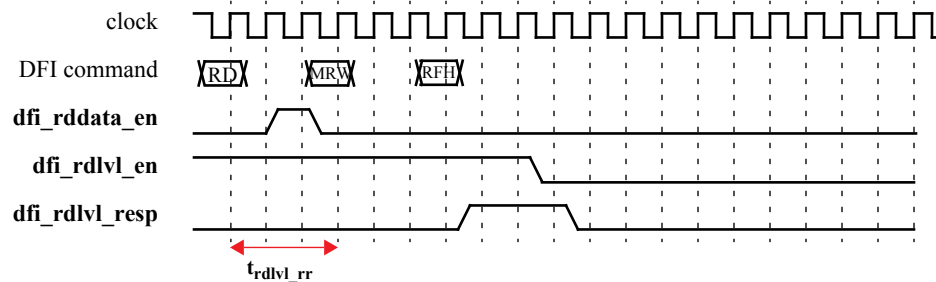 clock
DFI command
RD MRW RFH
dfi_rddata_en
dfi_rdlvl_en
dfi_rdlvl_resp
trdlvl_rr